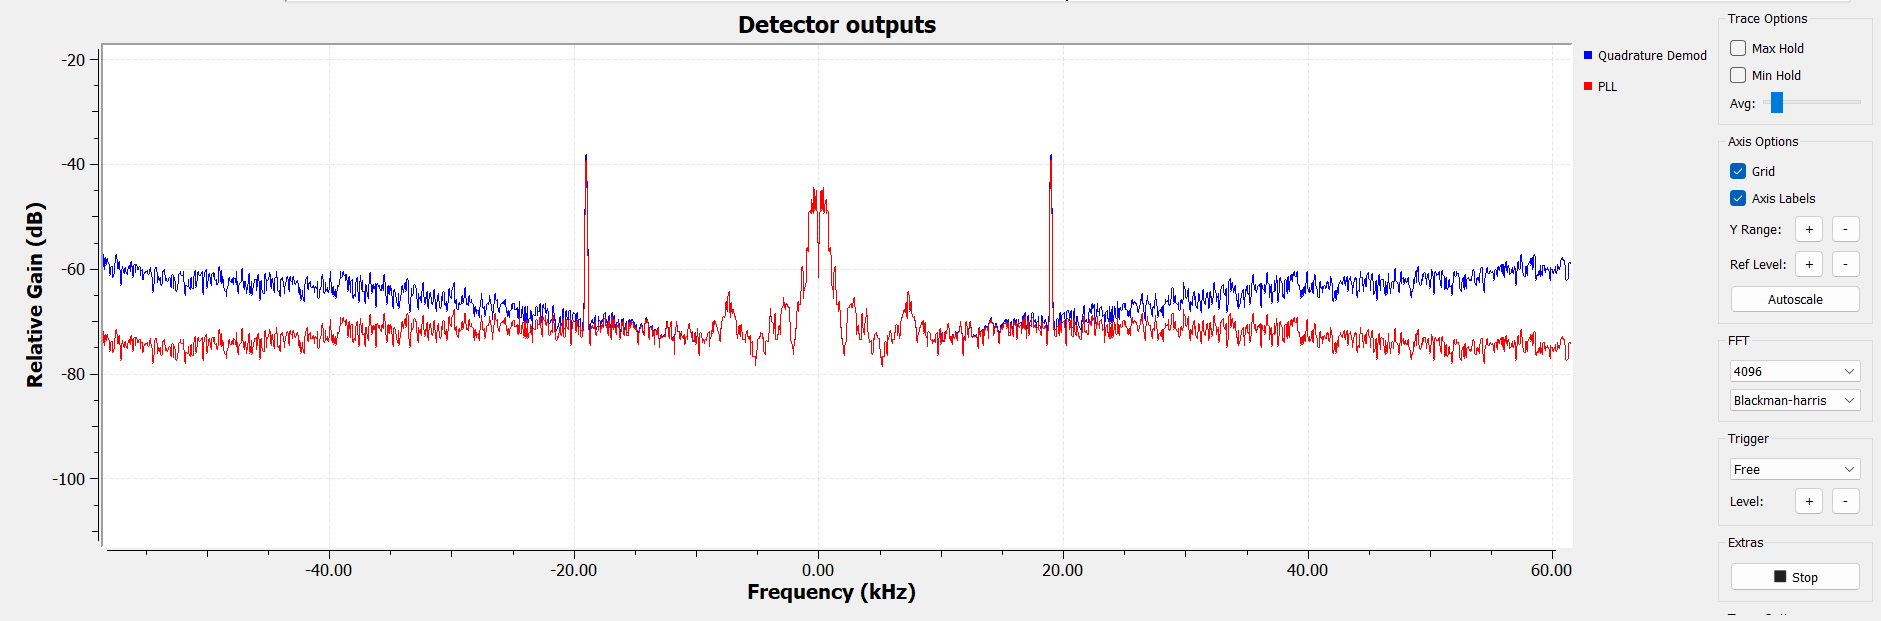 Detector outputs
-20
-40
-60
-80
-100
Relative Gain (dB)
-40.00
-20.00
0.00
20.00
40.00
60.00
Frequency (kHz)
Quadrature Demod
PLL
Trace Options
Max Hold
Min Hold
Avg:
Axis Options
Grid
Axis Labels
Y Range: + -
Ref Level: + -
Autoscale
FFT
4096
Blackman-harris
Trigger
Free
Level: + -
Extras
Stop